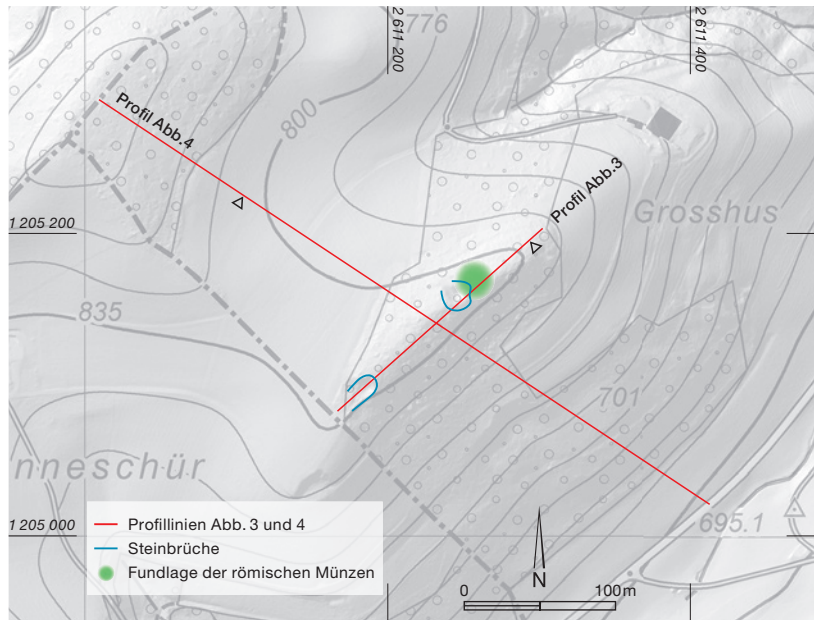 776
2 611 200
2 611 400
Profil Abb.4
800
Profil Abb.3
1 205 200
Grosshus
835
701
nneschür
695.1
Profillinien Abb. 3 und 4
Steinbrüche
Fundlage der römischen Münzen
1 205 000
N
0
100 m